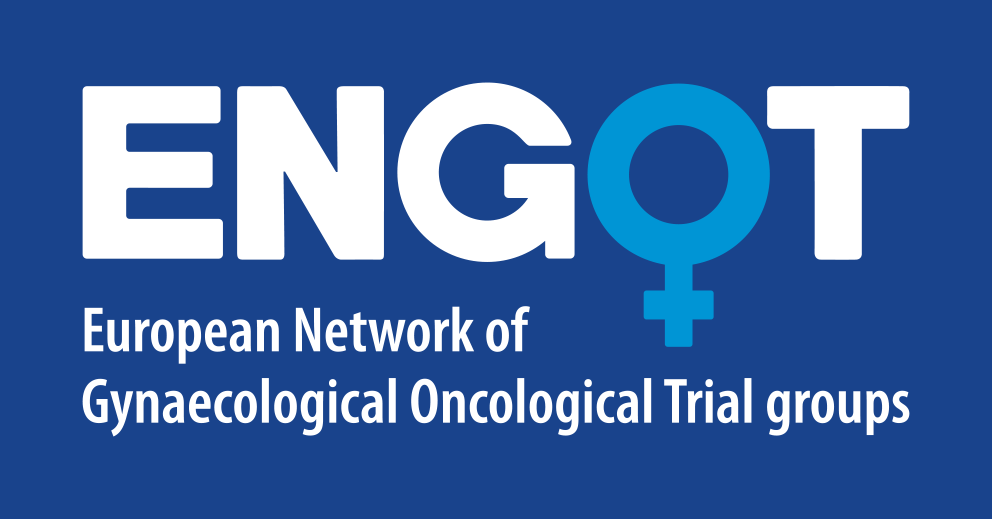 ENGOT
European Network of
Gynaecological Oncological Trial groups